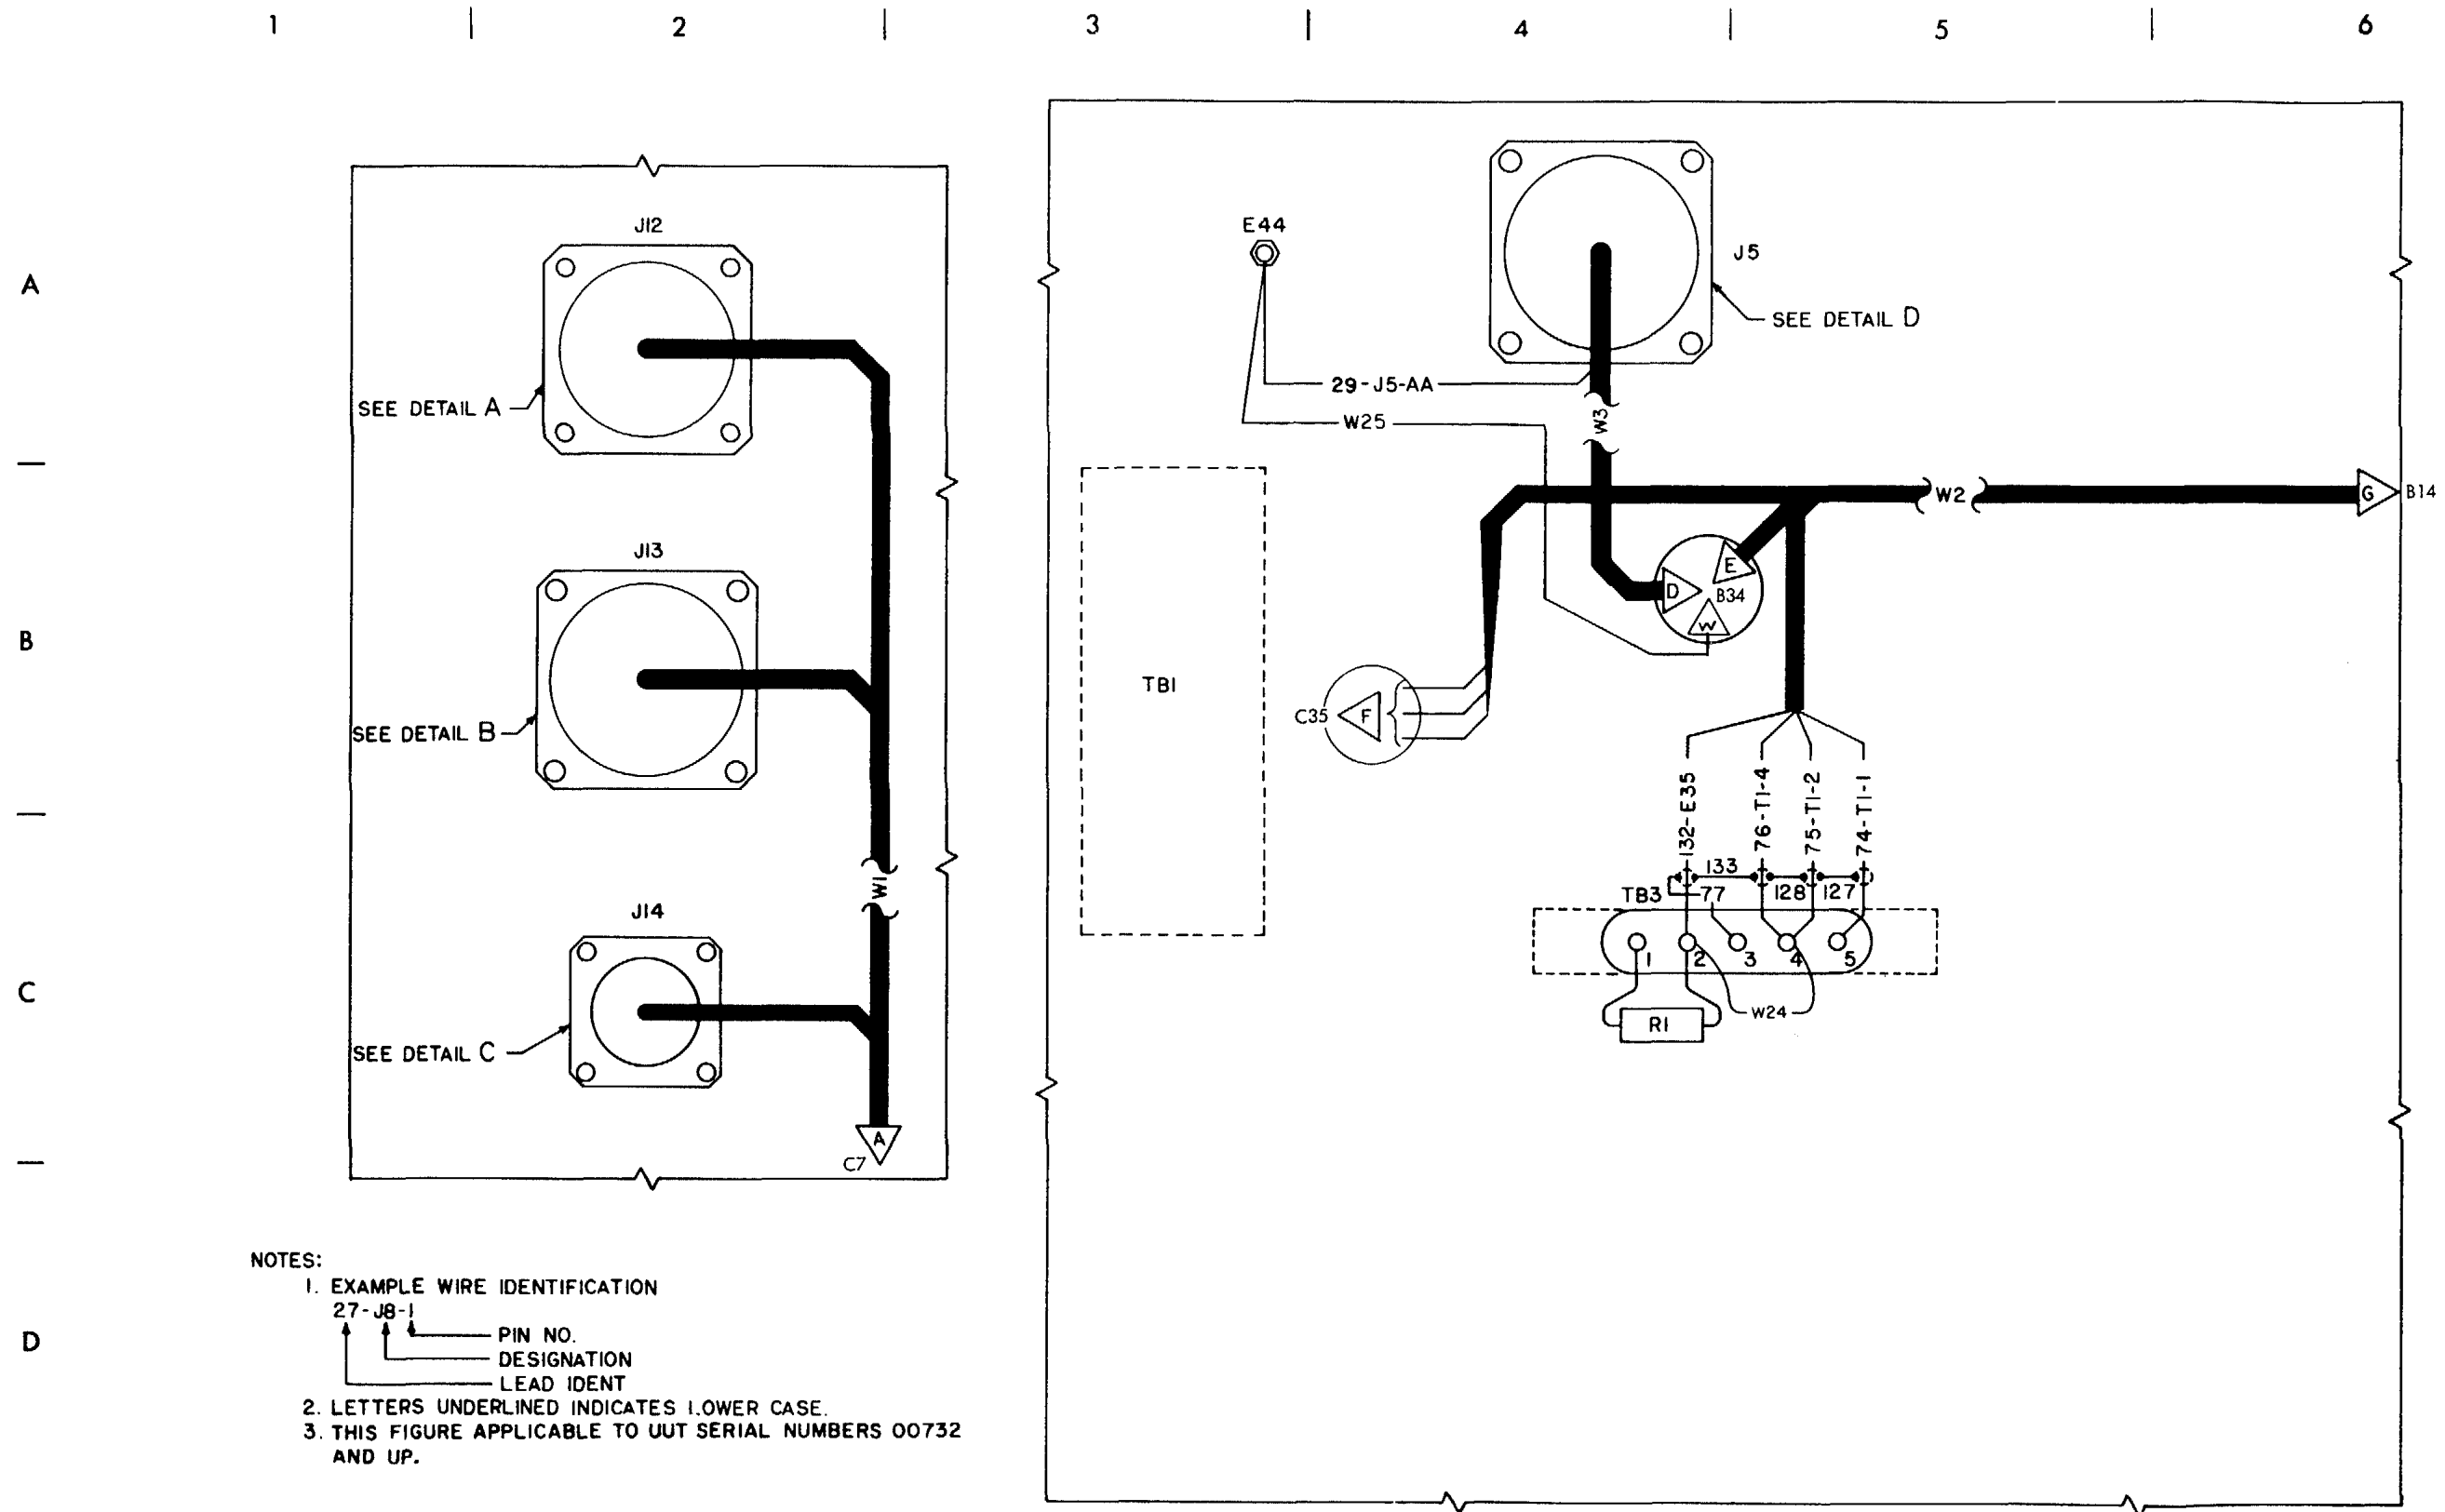 1 2 3 4 5 6
A
B
C
D
J12
SEE DETAIL A
J13
SEE DETAIL B
W1
J14
SEE DETAIL C
A
C7
E44
J5
SEE DETAIL D
29-J5-AA
W25
W3
W2
G
B14
E
D
B34
W
TB1
C35
F
132-E35
76-T1-4
75-T1-2
74-T1-1
133
TB3
77
128
127
1 2 3 4 5
W24
R1
NOTES:
1. EXAMPLE WIRE IDENTIFICATION
27-J8-1
PIN NO.
DESIGNATION
LEAD IDENT
2. LETTERS UNDERLINED INDICATES LOWER CASE.
3. THIS FIGURE APPLICABLE TO UUT SERIAL NUMBERS 00732
AND UP.